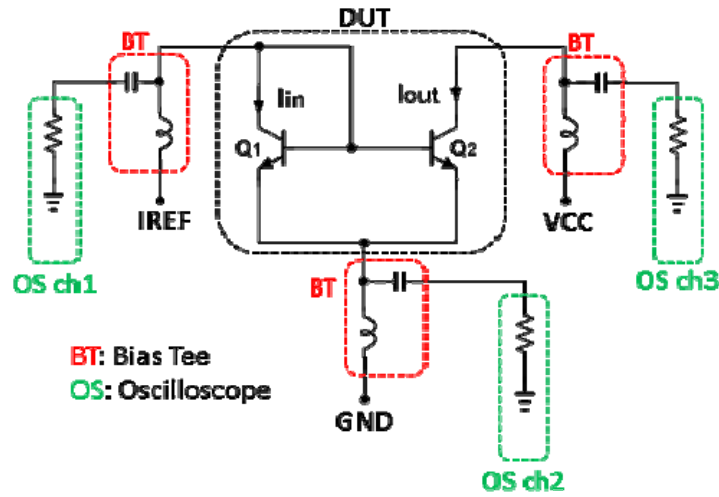 DUT
BT
BT
Iin
Iout
Q1
Q2
IREF
VCC
OS ch1
OS ch3
BT
BT: Bias Tee
OS: Oscilloscope
GND
OS ch2